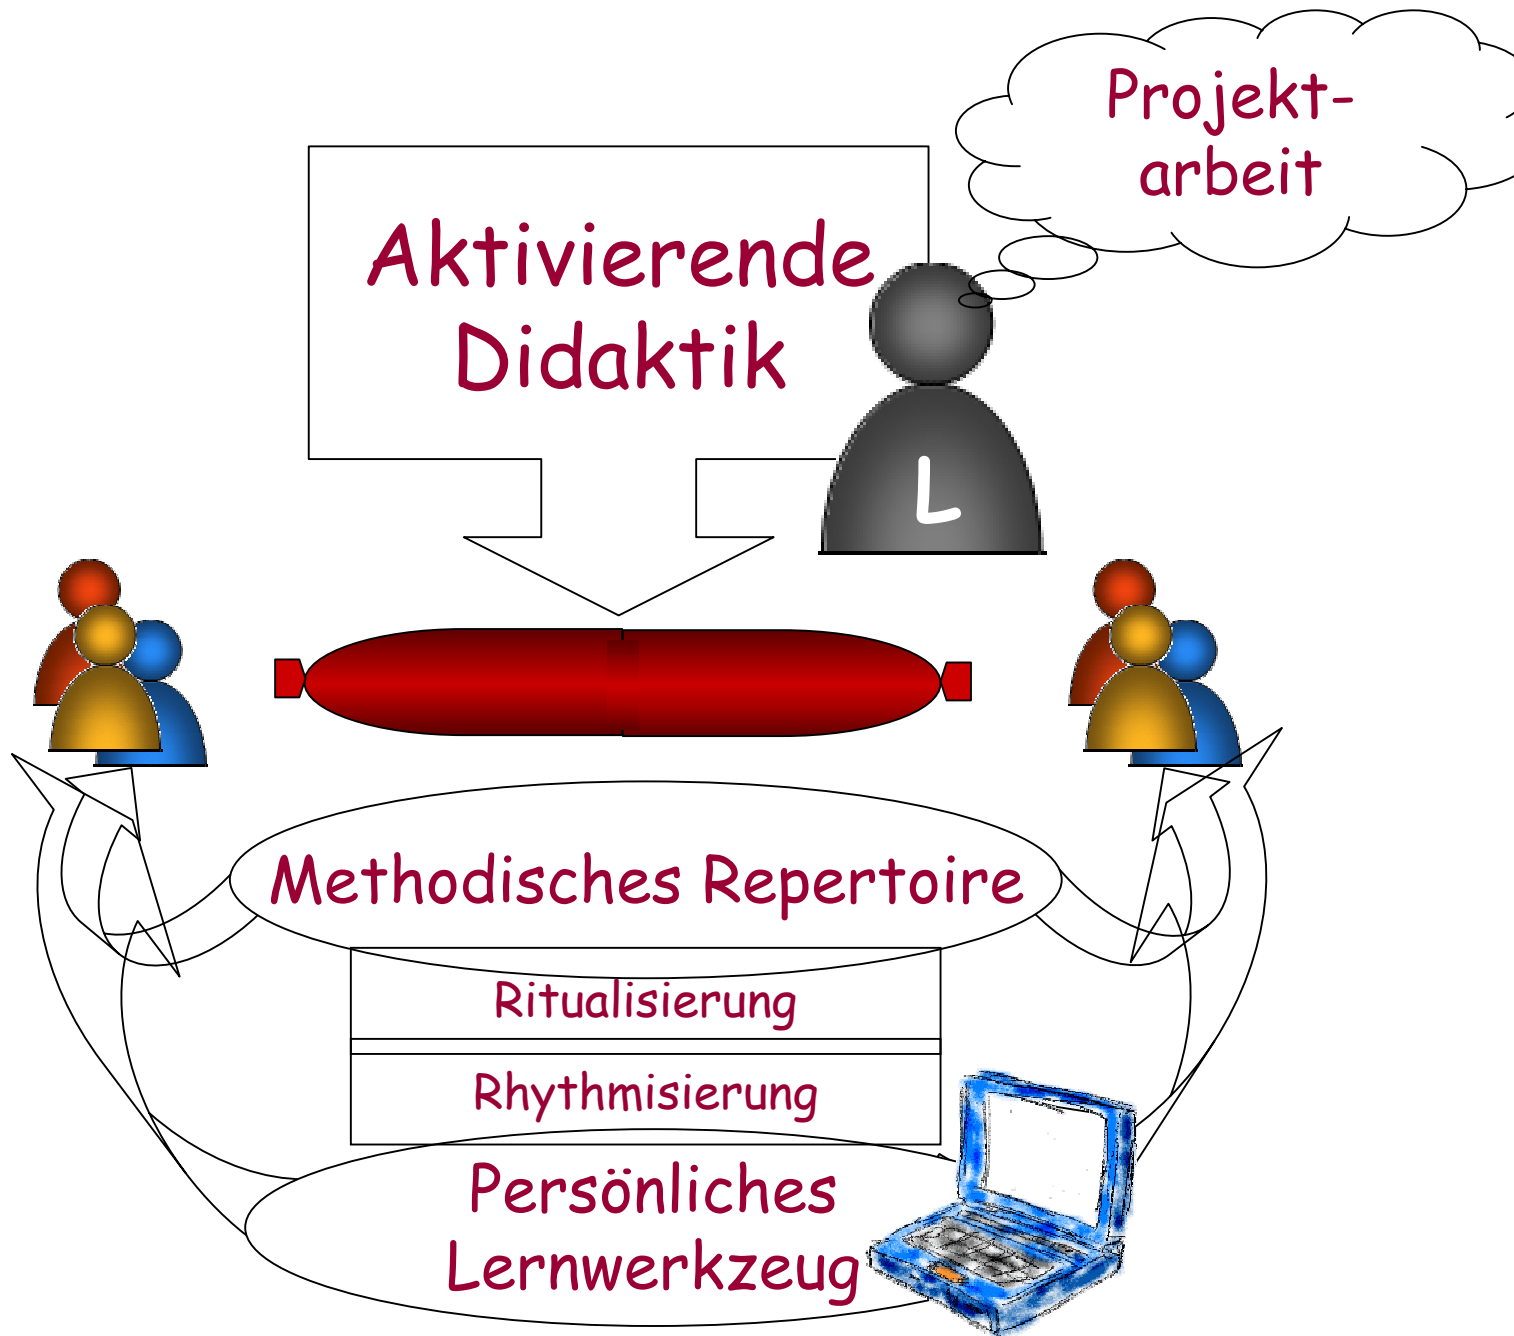 Projekt-
arbeit
Aktivierende
Didaktik
L
Methodisches Repertoire
Ritualisierung
Rhythmisierung
Persönliches
Lernwerkzeug